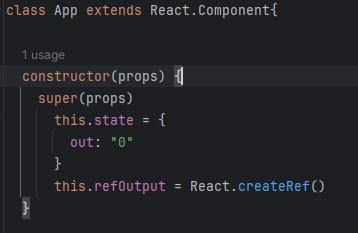 class App extends React.Component{
1 usage
constructor(props) {
super(props)
this.state = {
out: "0"
}
this.refOutput = React.createRef()
}